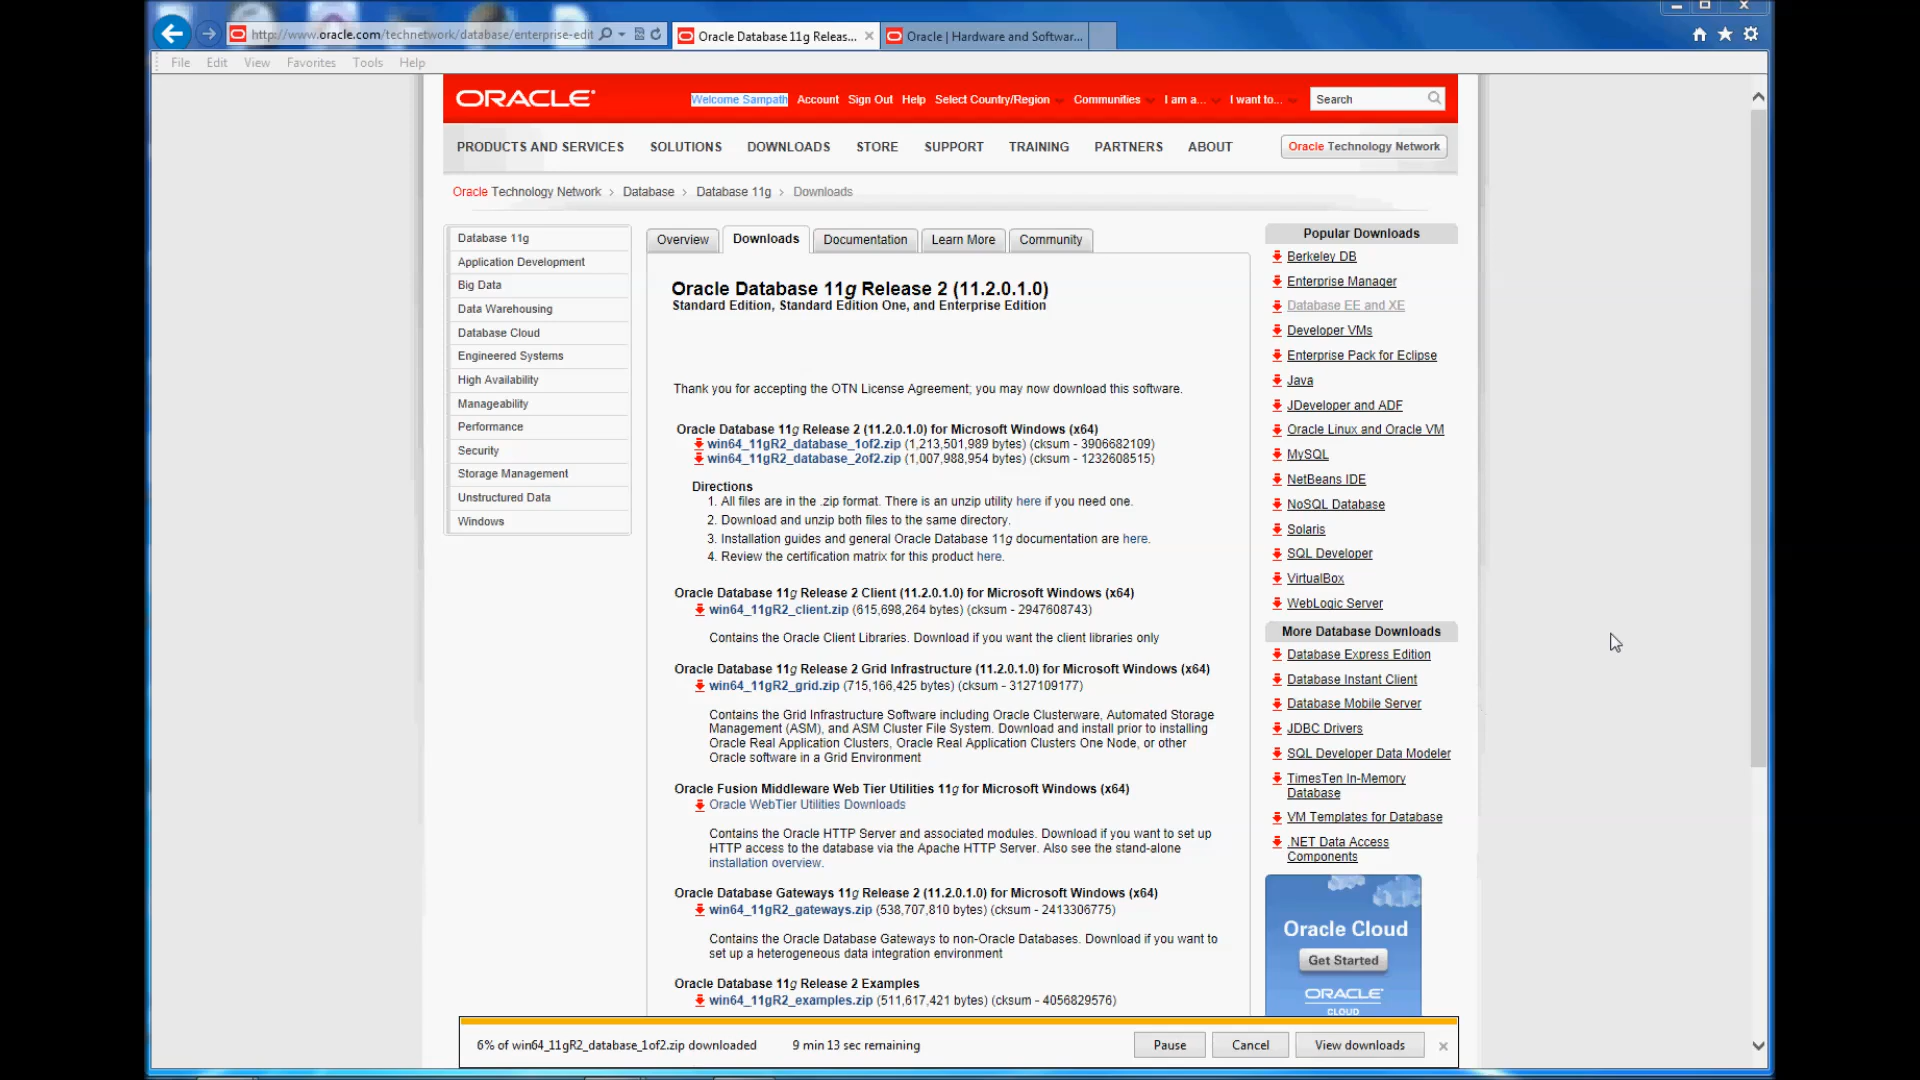 http://www.oracle.com/technetwork/database/enterprise-edit
Oracle Database 11g Releas...
Oracle | Hardware and Softwar...
File Edit View Favorites Tools Help
ORACLE
Welcome Sampath Account Sign Out Help Select Country/Region Communities I am a... I want to... Search
PRODUCTS AND SERVICES SOLUTIONS DOWNLOADS STORE SUPPORT TRAINING PARTNERS ABOUT Oracle Technology Network
Oracle Technology Network > Database > Database 11g > Downloads
Database 11g
Application Development
Big Data
Data Warehousing
Database Cloud
Engineered Systems
High Availability
Manageability
Performance
Security
Storage Management
Unstructured Data
Windows
Overview Downloads Documentation Learn More Community
Oracle Database 11g Release 2 (11.2.0.1.0)
Standard Edition, Standard Edition One, and Enterprise Edition
Thank you for accepting the OTN License Agreement; you may now download this software.
Oracle Database 11g Release 2 (11.2.0.1.0) for Microsoft Windows (x64)
win64_11gR2_database_1of2.zip (1,213,501,989 bytes) (cksum - 3906682109)
win64_11gR2_database_2of2.zip (1,007,988,954 bytes) (cksum - 1232608515)
Directions
1. All files are in the .zip format. There is an unzip utility here if you need one.
2. Download and unzip both files to the same directory.
3. Installation guides and general Oracle Database 11g documentation are here.
4. Review the certification matrix for this product here.
Oracle Database 11g Release 2 Client (11.2.0.1.0) for Microsoft Windows (x64)
win64_11gR2_client.zip (615,698,264 bytes) (cksum - 2947608743)
Contains the Oracle Client Libraries. Download if you want the client libraries only
Oracle Database 11g Release 2 Grid Infrastructure (11.2.0.1.0) for Microsoft Windows (x64)
win64_11gR2_grid.zip (715,166,425 bytes) (cksum - 3127109177)
Contains the Grid Infrastructure Software including Oracle Clusterware, Automated Storage
Management (ASM), and ASM Cluster File System. Download and install prior to installing
Oracle Real Application Clusters, Oracle Real Application Clusters One Node, or other
Oracle software in a Grid Environment
Oracle Fusion Middleware Web Tier Utilities 11g for Microsoft Windows (x64)
Oracle WebTier Utilities Downloads
Contains the Oracle HTTP Server and associated modules. Download if you want to set up
HTTP access to the database via the Apache HTTP Server. Also see the stand-alone
installation overview.
Oracle Database Gateways 11g Release 2 (11.2.0.1.0) for Microsoft Windows (x64)
win64_11gR2_gateways.zip (538,707,810 bytes) (cksum - 2413306775)
Contains the Oracle Database Gateways to non-Oracle Databases. Download if you want to
set up a heterogeneous data integration environment
Oracle Database 11g Release 2 Examples
win64_11gR2_examples.zip (511,617,421 bytes) (cksum - 4056829576)
Popular Downloads
Berkeley DB
Enterprise Manager
Database EE and XE
Developer VMs
Enterprise Pack for Eclipse
Java
JDeveloper and ADF
Oracle Linux and Oracle VM
MySQL
NetBeans IDE
NoSQL Database
Solaris
SQL Developer
VirtualBox
WebLogic Server
More Database Downloads
Database Express Edition
Database Instant Client
Database Mobile Server
JDBC Drivers
SQL Developer Data Modeler
TimesTen In-Memory
Database
VM Templates for Database
.NET Data Access
Components
Oracle Cloud
Get Started
ORACLE
CLOUD
6% of win64_11gR2_database_1of2.zip downloaded 9 min 13 sec remaining Pause Cancel View downloads